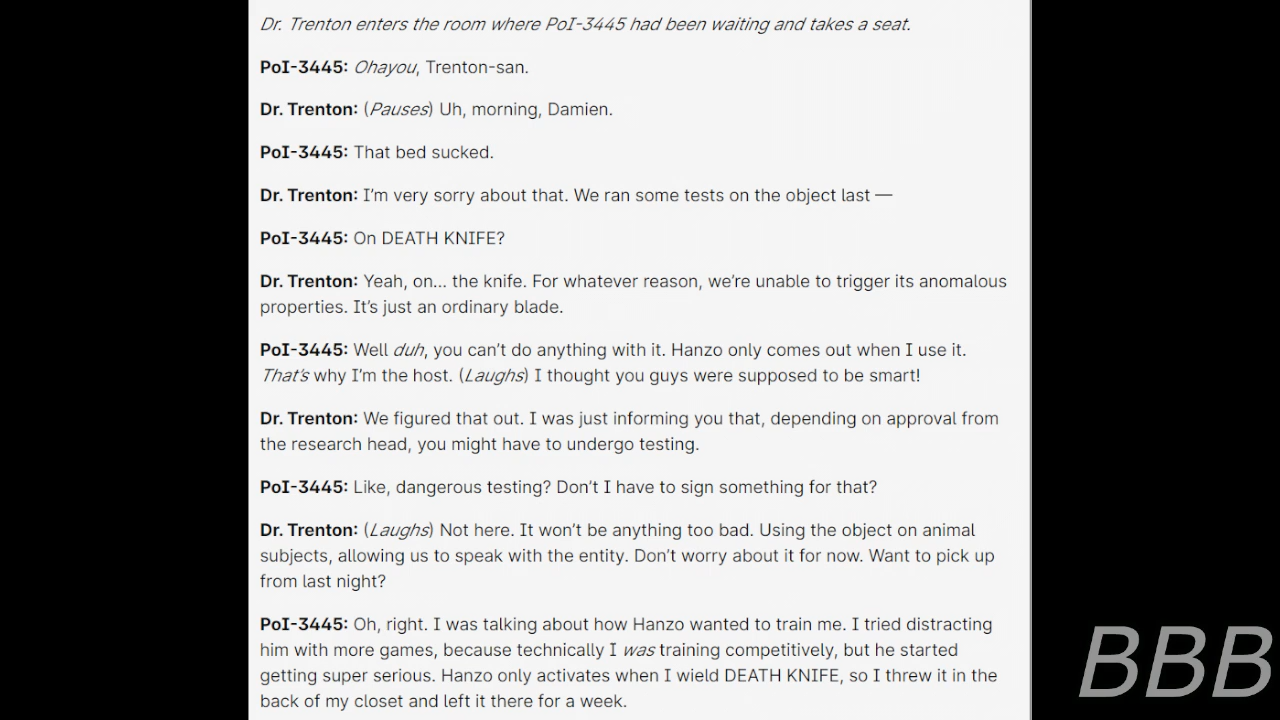 Dr. Trenton enters the room where PoI-3445 had been waiting and takes a seat.
PoI-3445: Ohayou, Trenton-san.
Dr. Trenton: (Pauses) Uh, morning, Damien.
PoI-3445: That bed sucked.
Dr. Trenton: I'm very sorry about that. We ran some tests on the object last —
PoI-3445: On DEATH KNIFE?
Dr. Trenton: Yeah, on... the knife. For whatever reason, we're unable to trigger its anomalous
properties. It's just an ordinary blade.
PoI-3445: Well duh, you can't do anything with it. Hanzo only comes out when I use it.
That's why I'm the host. (Laughs) I thought you guys were supposed to be smart!
Dr. Trenton: We figured that out. I was just informing you that, depending on approval from
the research head, you might have to undergo testing.
PoI-3445: Like, dangerous testing? Don't I have to sign something for that?
Dr. Trenton: (Laughs) Not here. It won't be anything too bad. Using the object on animal
subjects, allowing us to speak with the entity. Don't worry about it for now. Want to pick up
from last night?
PoI-3445: Oh, right. I was talking about how Hanzo wanted to train me. I tried distracting
him with more games, because technically I was training competitively, but he started
getting super serious. Hanzo only activates when I wield DEATH KNIFE, so I threw it in the
back of my closet and left it there for a week.
BBB